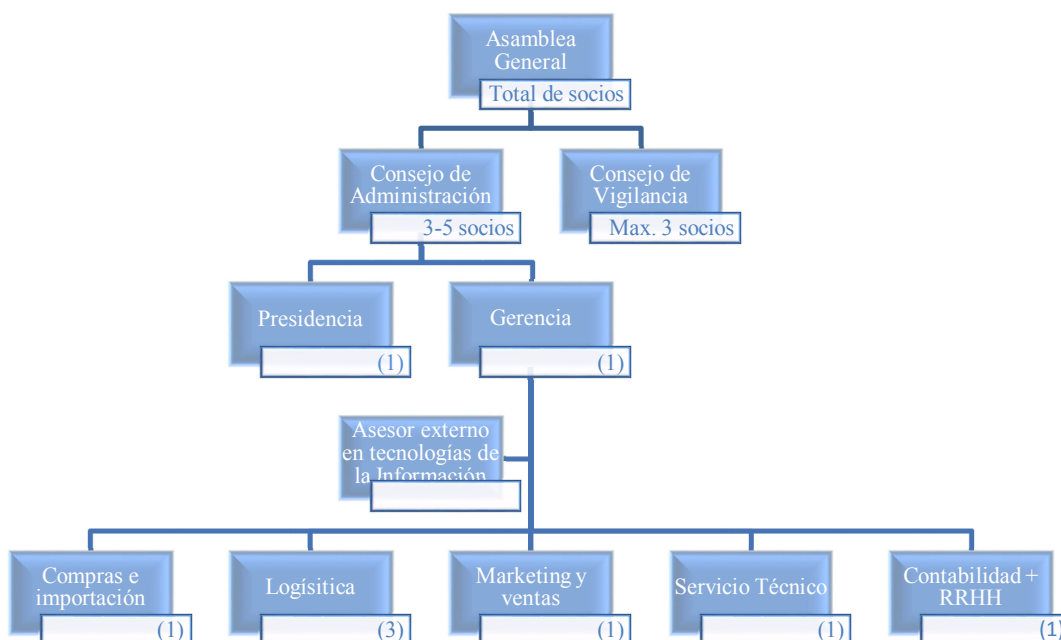 Asamblea
General
Total de socios
Consejo de
Administración
3-5 socios
Consejo de
Vigilancia
Max. 3 socios
Presidencia
(1)
Gerencia
(1)
Asesor externo
en tecnologías de
la Información
Compras e
importación
(1)
Logísitica
(3)
Marketing y
ventas
(1)
Servicio Técnico
(1)
Contabilidad +
RRHH
(1